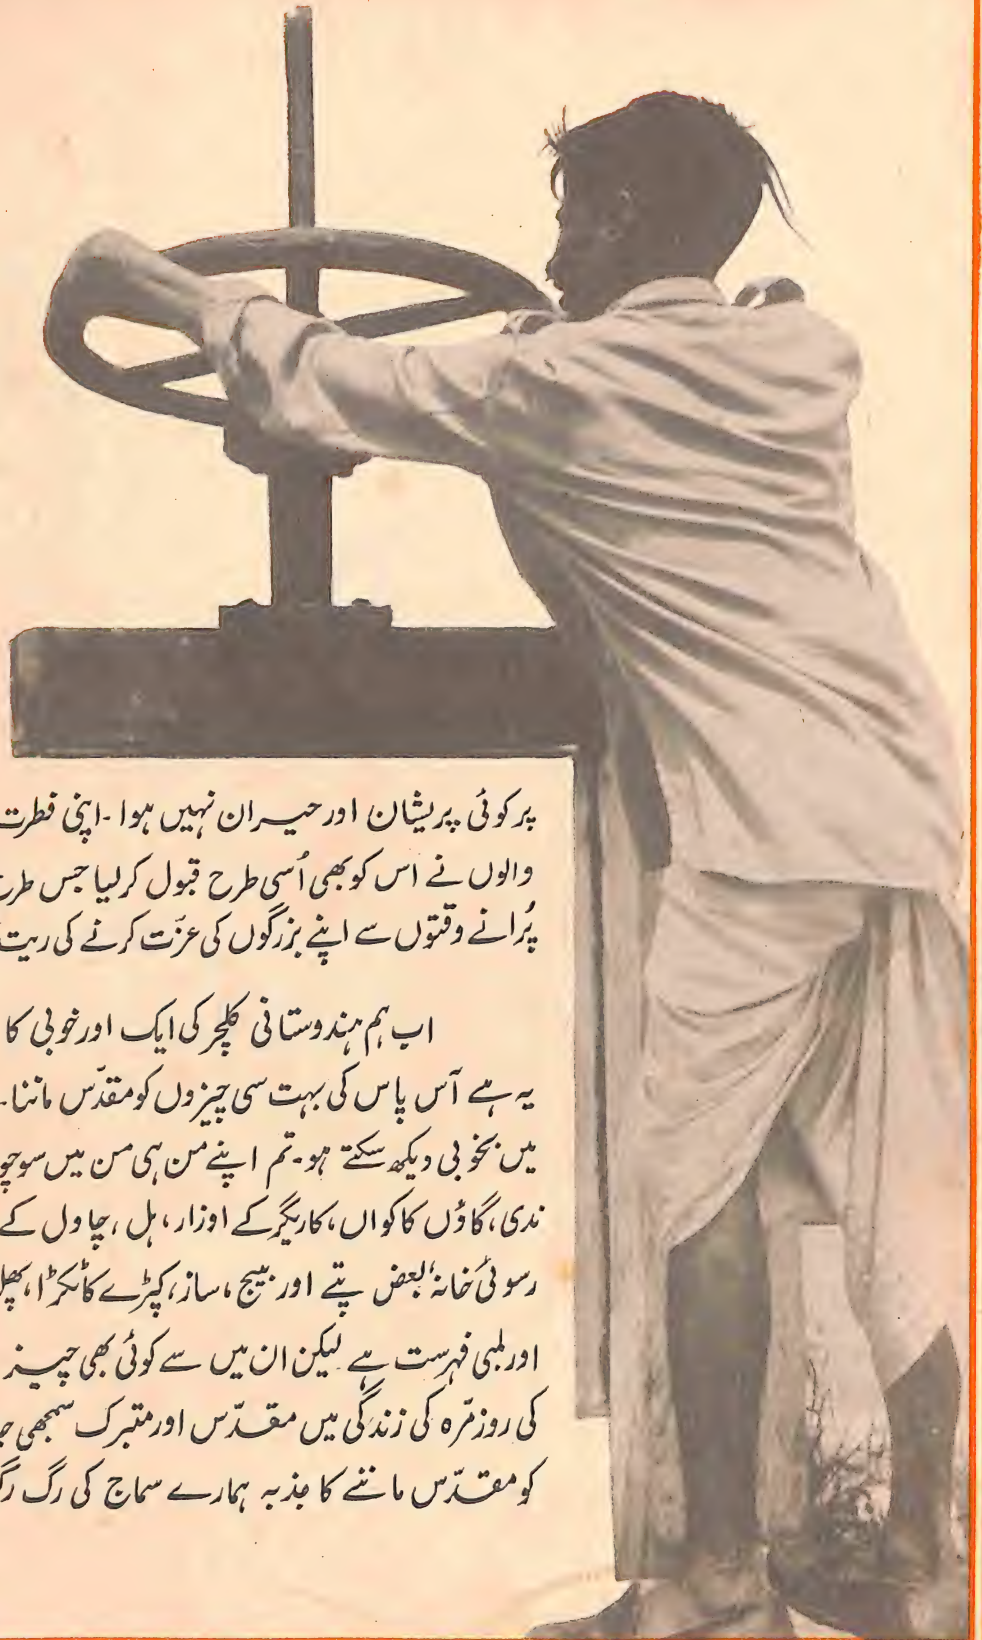 پر کوئی پریشان اور حیران نہیں ہوا۔ اپنی فطرت
والوں نے اس کو بھی اُسی طرح قبول کرلیا جس طرح
پُرانے وقتوں سے اپنے بزرگوں کی عزّت کرنے کی ریت
اب ہم ہندوستانی کلچر کی ایک اور خوبی کا
یہ ہے آس پاس کی بہت سی چیزوں کو مقدّس ماننا۔
میں بخوبی دیکھ سکتے ہو۔ تم اپنے من ہی من میں سوچو
ندی، گاؤں کا کواں، کاریگر کے اوزار، ہل، چاول کے
رسوئی خانہ، بعض پتے اور بیج، ساز، کپڑے کا ٹکڑا، پھل
اور لمبی فہرست ہے لیکن ان میں سے کوئی بھی چیز
کی روزمّرہ کی زندگی میں مقدّس اور متبرک سمجھی
کو مقدّس ماننے کا جذبہ ہمارے سماج کی رگ